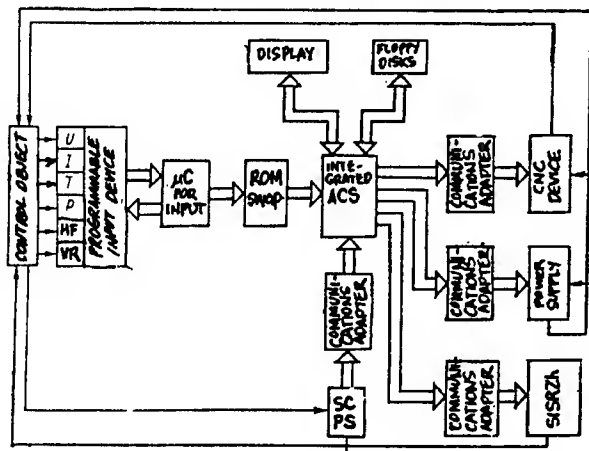 DISPLAY
FLOPPY
DISKS
CONTROL OBJECT
U
I
T
P
HF
VR
PROGRAMMABLE
INPUT DEVICE
μC
FOR
INPUT
ROM
SWOP
INTE-
GRATED
ACS
COMMUNI-
CATIONS
ADAPTER
CNC
DEVICE
COMMUNI-
CATIONS
ADAPTER
POWER
SUPPLY
COMMUNI-
CATIONS
ADAPTER
COMMUNI-
CATIONS
ADAPTER
SISRZh
SC
PS